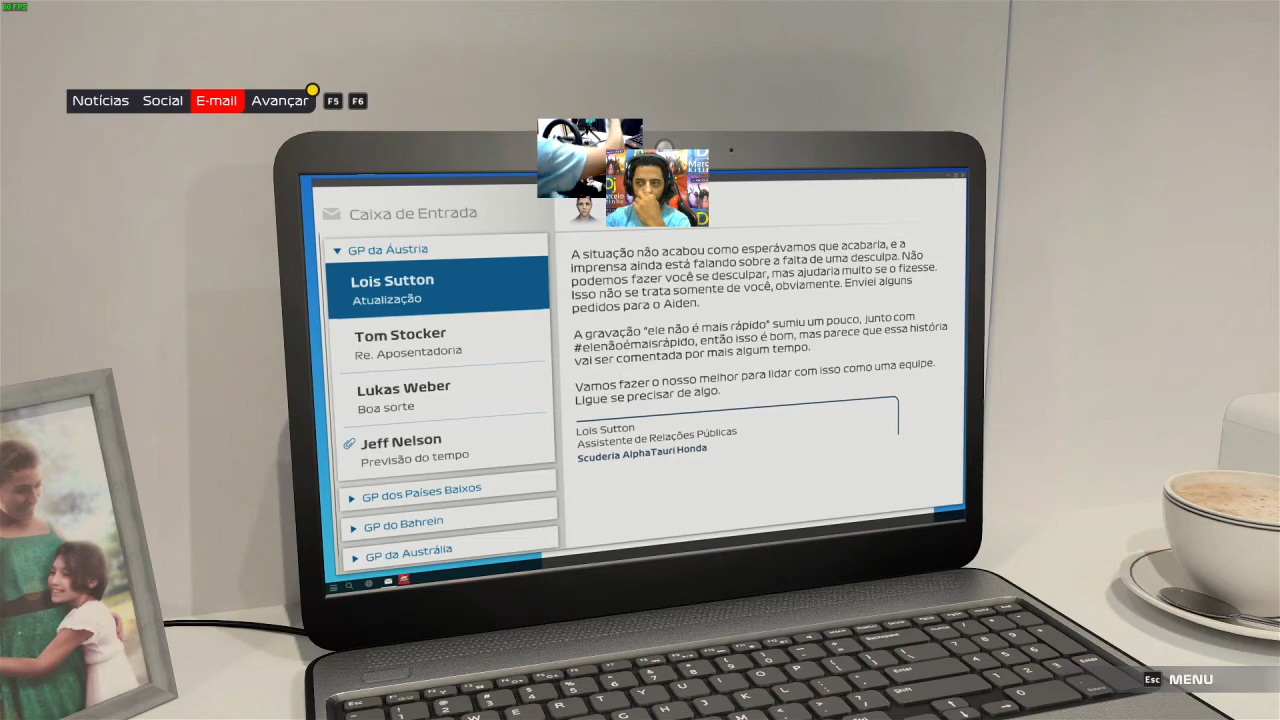 60 FPS
Notícias Social E-mail Avançar F5 F6
Caixa de Entrada
GP da Áustria
Lois Sutton
Atualização
Tom Stocker
Re. Aposentadoria
Lukas Weber
Boa sorte
Jeff Nelson
Previsão do tempo
GP dos Países Baixos
GP do Bahrein
GP da Austrália
A situação não acabou como esperávamos que acabaria, e a
imprensa ainda está falando sobre a falta de uma desculpa. Não
podemos fazer você se desculpar, mas ajudaria muito se o fizesse.
Isso não se trata somente de você, obviamente. Enviei alguns
pedidos para o Aiden.
A gravação "ele não é mais rápido" sumiu um pouco, junto com
#elenãoémaisrápido, então isso é bom, mas parece que essa história
vai ser comentada por mais algum tempo.
Vamos fazer o nosso melhor para lidar com isso como uma equipe.
Ligue se precisar de algo.
Lois Sutton
Assistente de Relações Públicas
Scuderia AlphaTauri Honda
Esc MENU